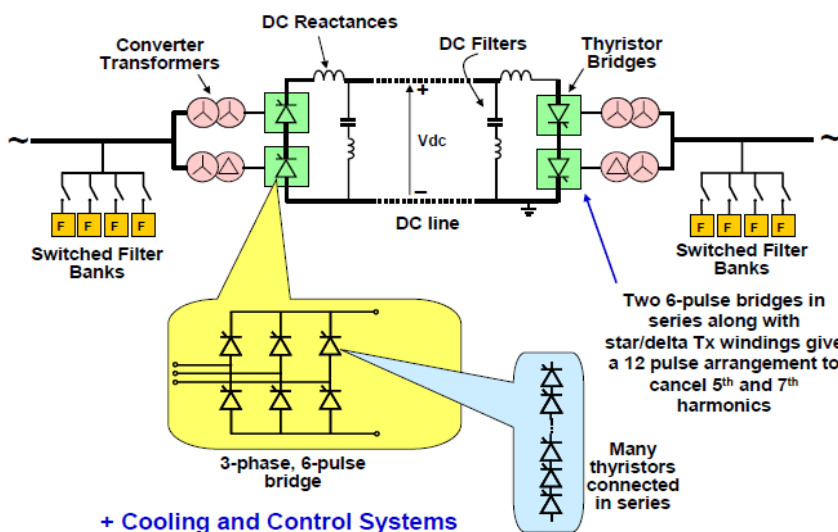 DC Reactances
Converter
Transformers
DC Filters
Thyristor
Bridges
~
+
Vdc
−
~
DC line
F F F F
Switched Filter
Banks
F F F F
Switched Filter
Banks
Two 6-pulse bridges in
series along with
star/delta Tx windings give
a 12 pulse arrangement to
cancel 5th and 7th
harmonics
3-phase, 6-pulse
bridge
Many
thyristors
connected
in series
+ Cooling and Control Systems